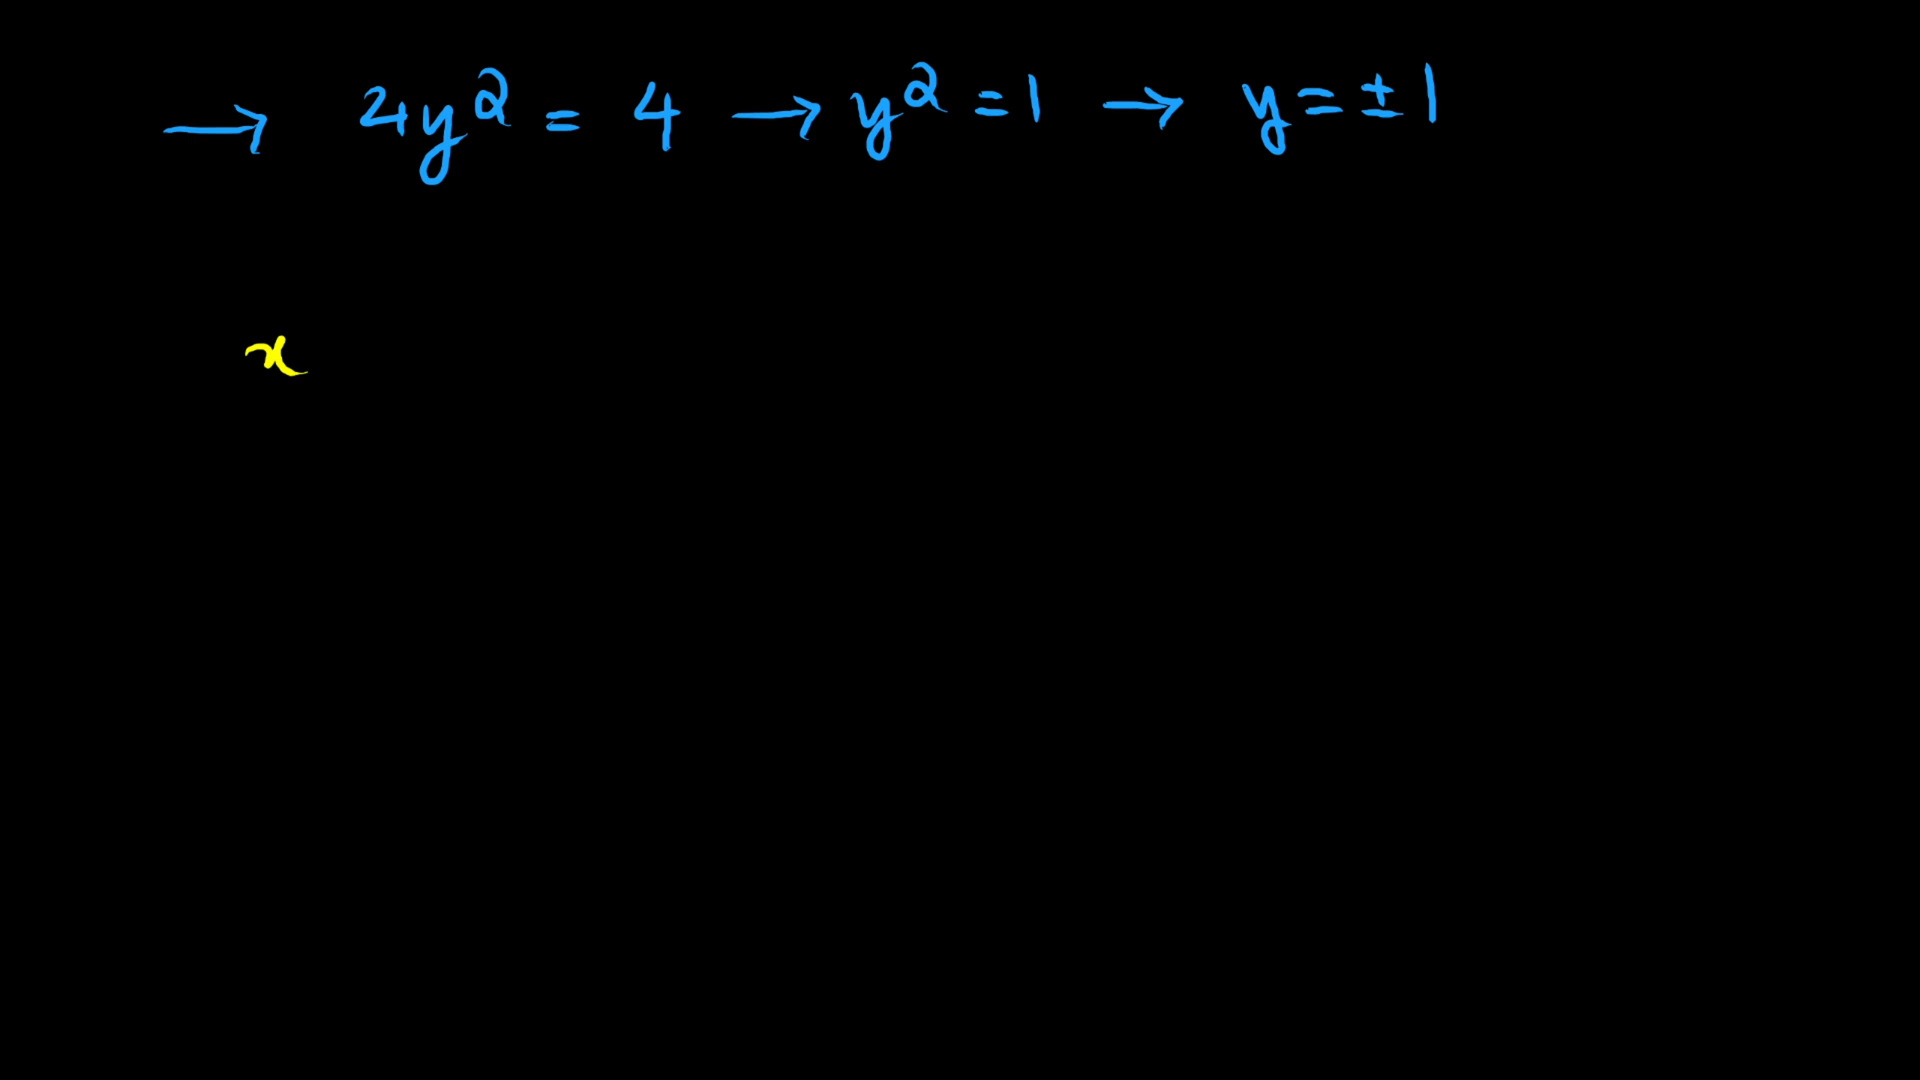 → 4y² = 4 → y² = 1 → y = ± 1
x